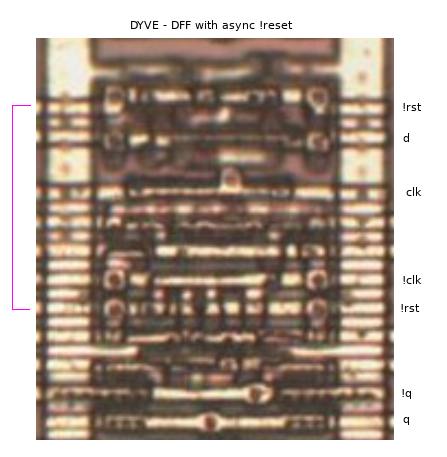 DYVE - DFF with async !reset
!rst
d
clk
!clk
!rst
!q
q